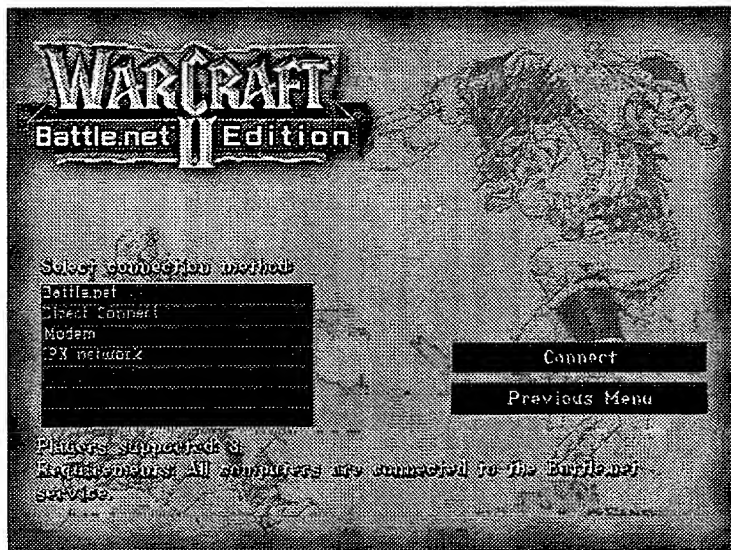 WARCRAFT
Battle.net II Edition
Select connection method:
Battle.net
Direct Connect
Modem
IPX network
Connect
Previous Menu
Players supported: 8
Requirements: All computers are connected to the Battle.net
service.